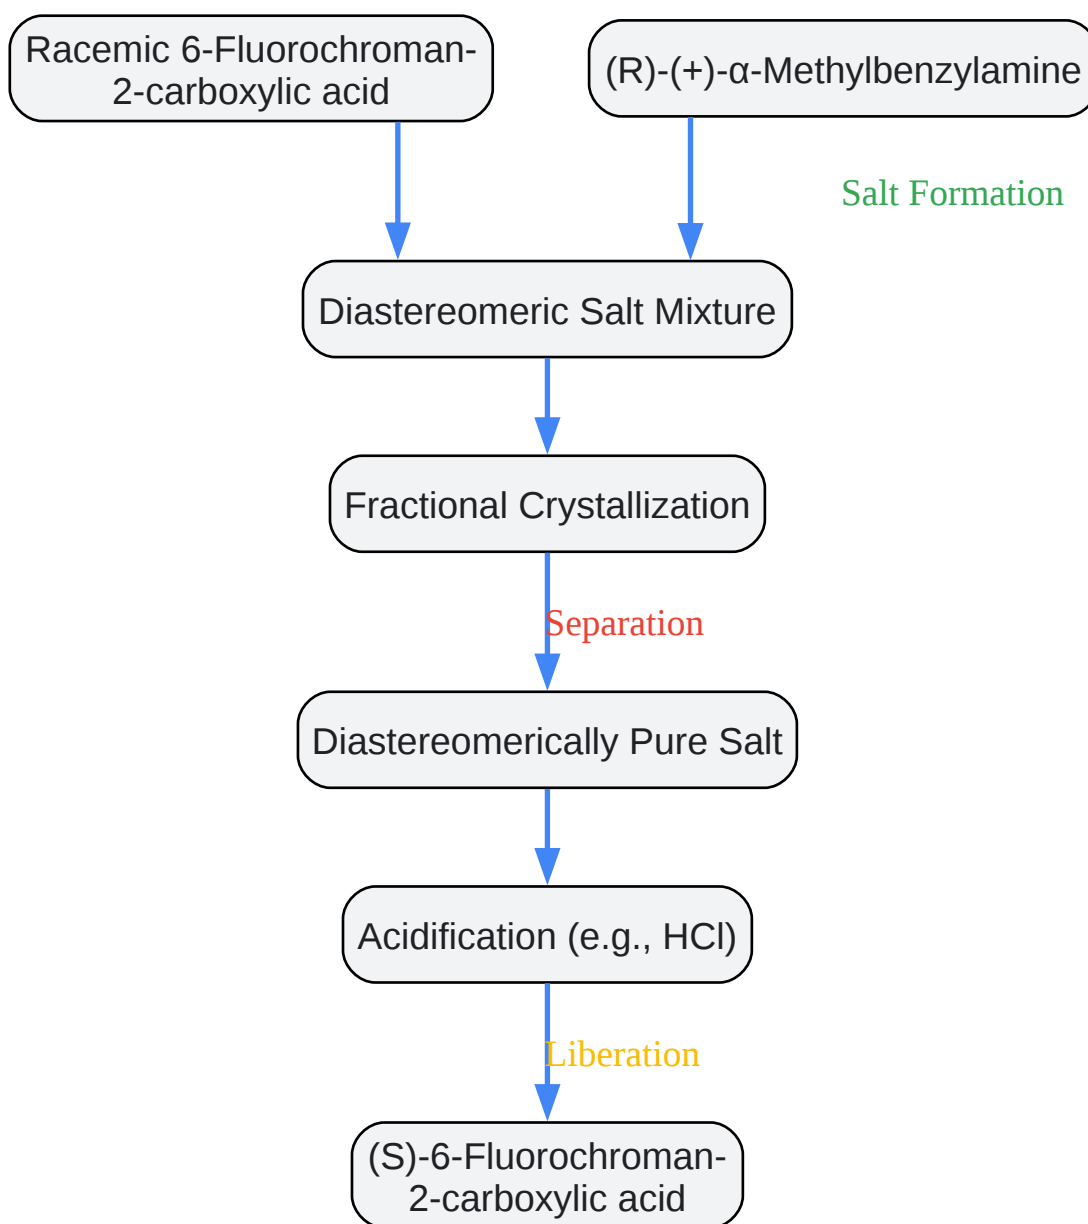 Racemic 6-Fluorochroman-
2-carboxylic acid
(R)-(+)-α-Methylbenzylamine
Salt Formation
Diastereomeric Salt Mixture
Fractional Crystallization
Separation
Diastereomerically Pure Salt
Acidification (e.g., HCl)
Liberation
(S)-6-Fluorochroman-
2-carboxylic acid